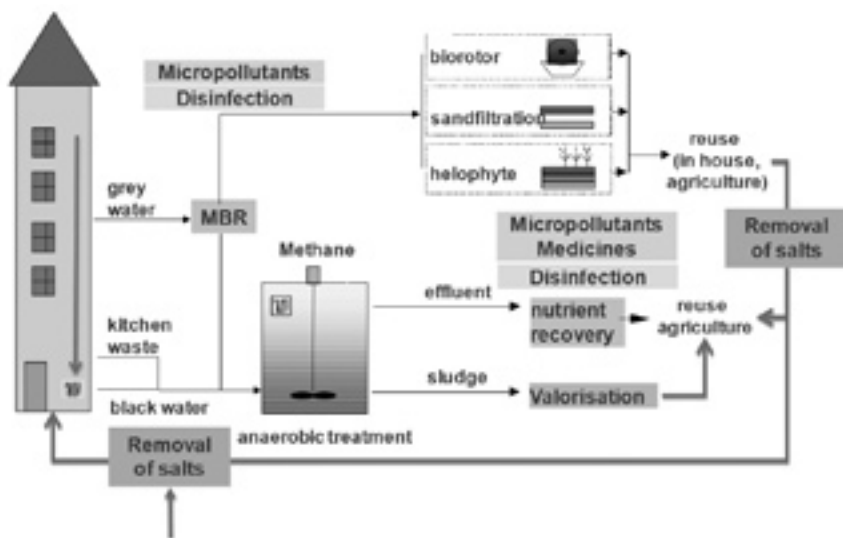 Micropollutants
Disinfection
biorotor
sandfiltration
helophyte
reuse
(in house,
agriculture)
grey
water
MBR
Removal
of salts
Micropollutants
Medicines
Disinfection
Methane
effluent
nutrient
recovery
reuse
agriculture
kitchen
waste
black water
sludge
Valorisation
anaerobic treatment
Removal
of salts